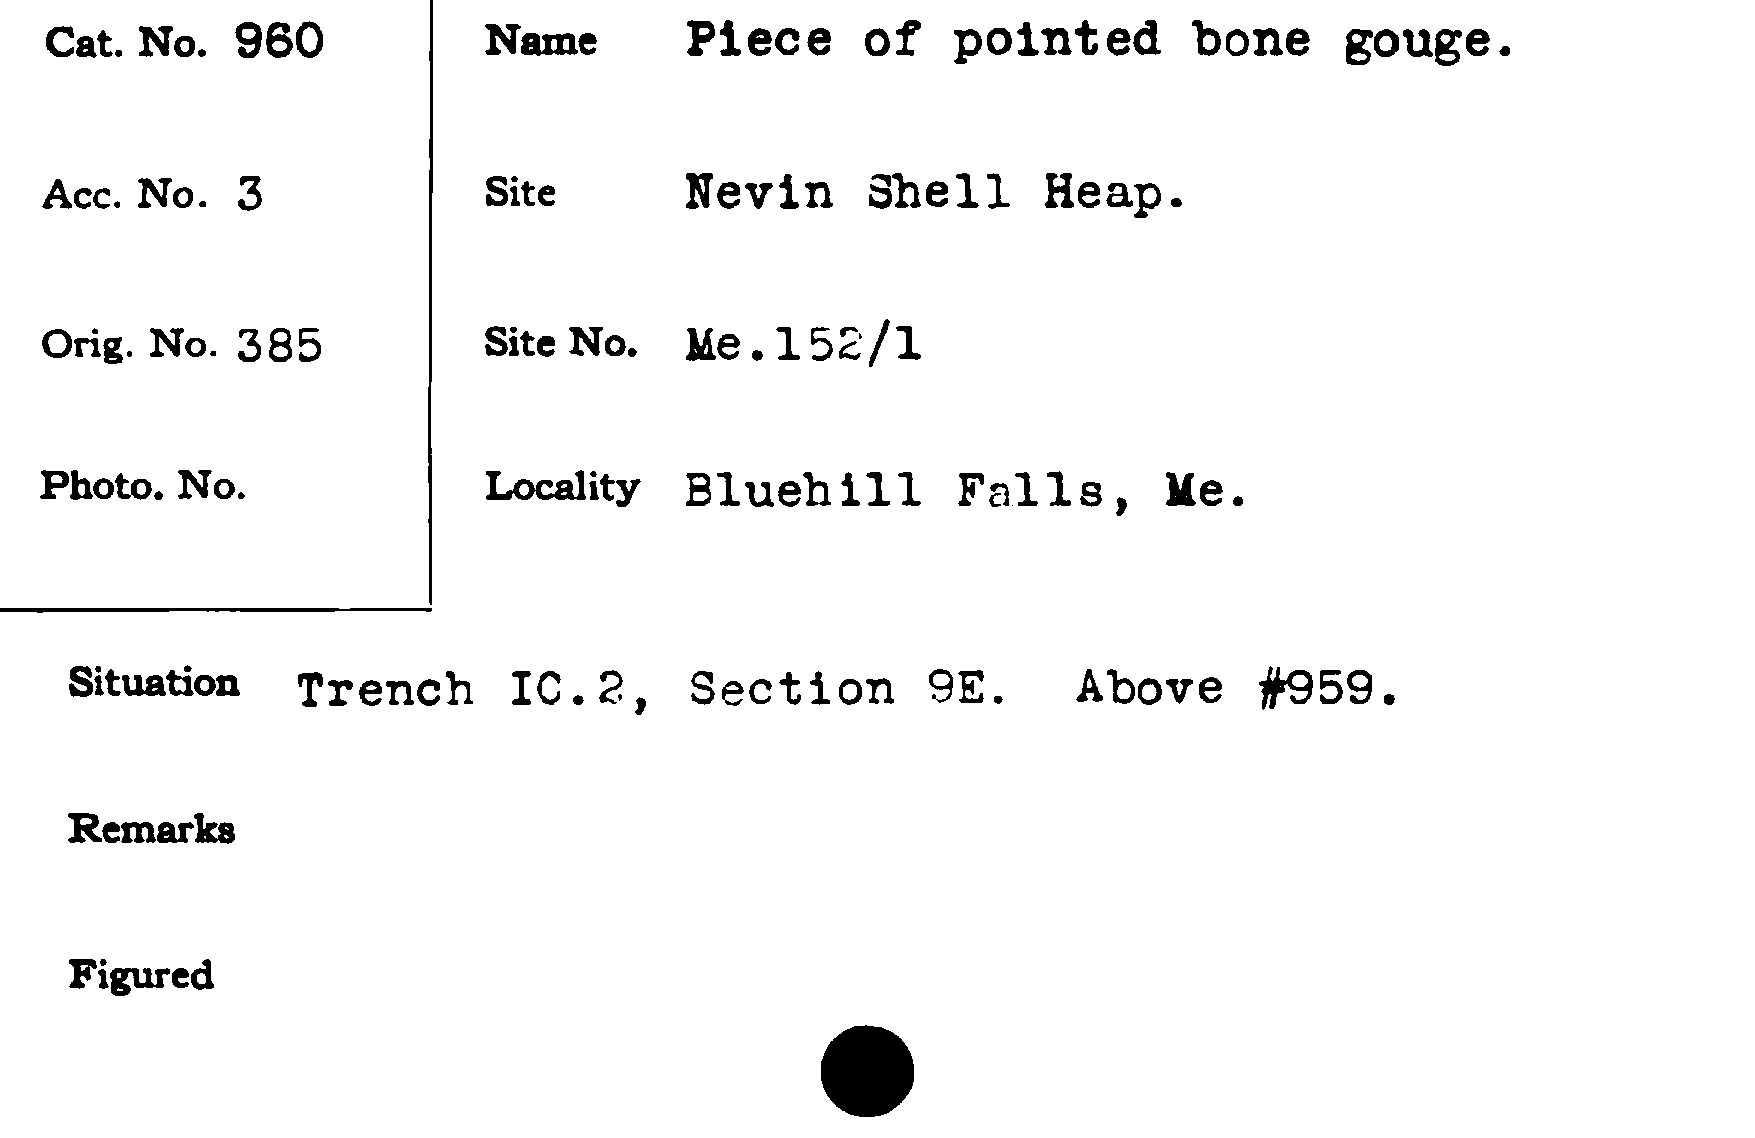 Cat. No. 960
Name Piece of pointed bone gouge.
Acc. No. 3
Site Nevin Shell Heap.
Orig. No. 385
Site No. Me.152/1
Photo. No.
Locality Bluehill Falls, Me.
Situation Trench IC.2, Section 9E. Above #959.
Remarks
Figured